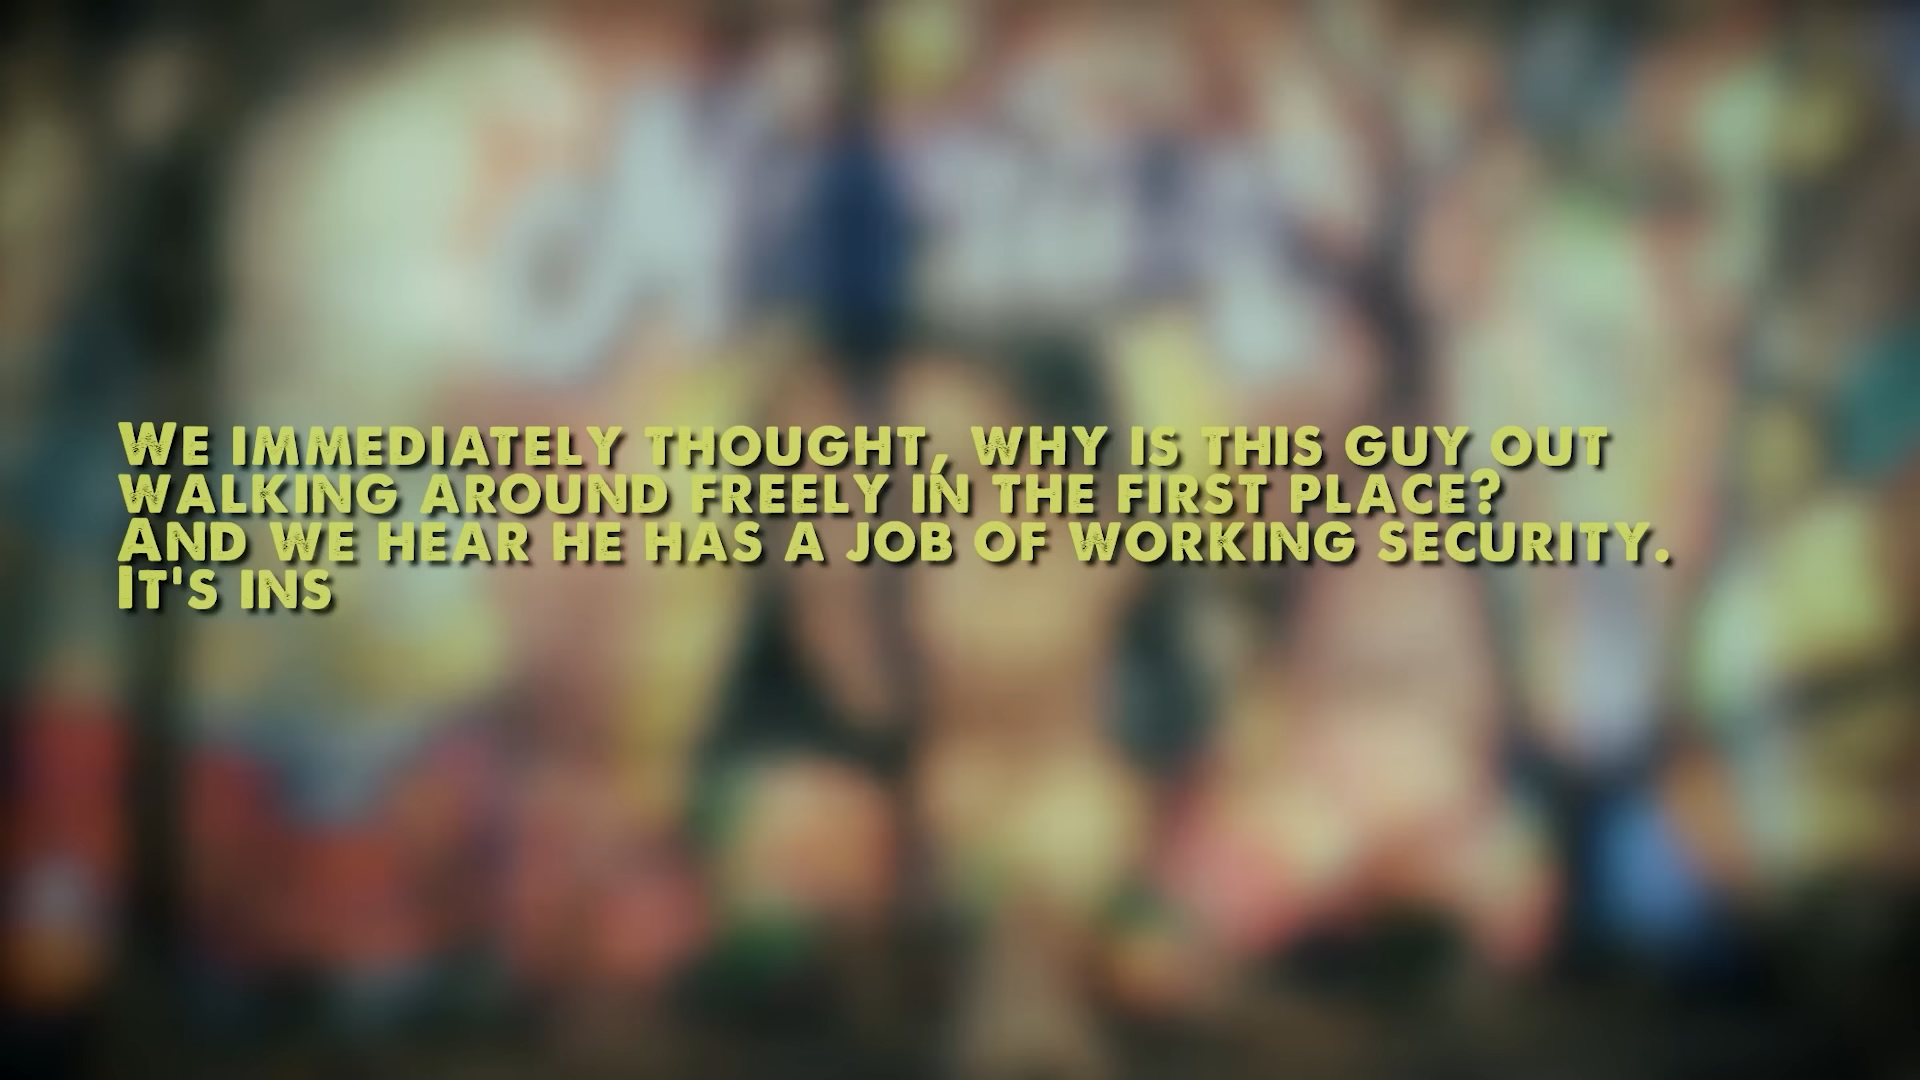 We immediately thought, why is this guy out
walking around freely in the first place?
And we hear he has a job of working security.
It's ins